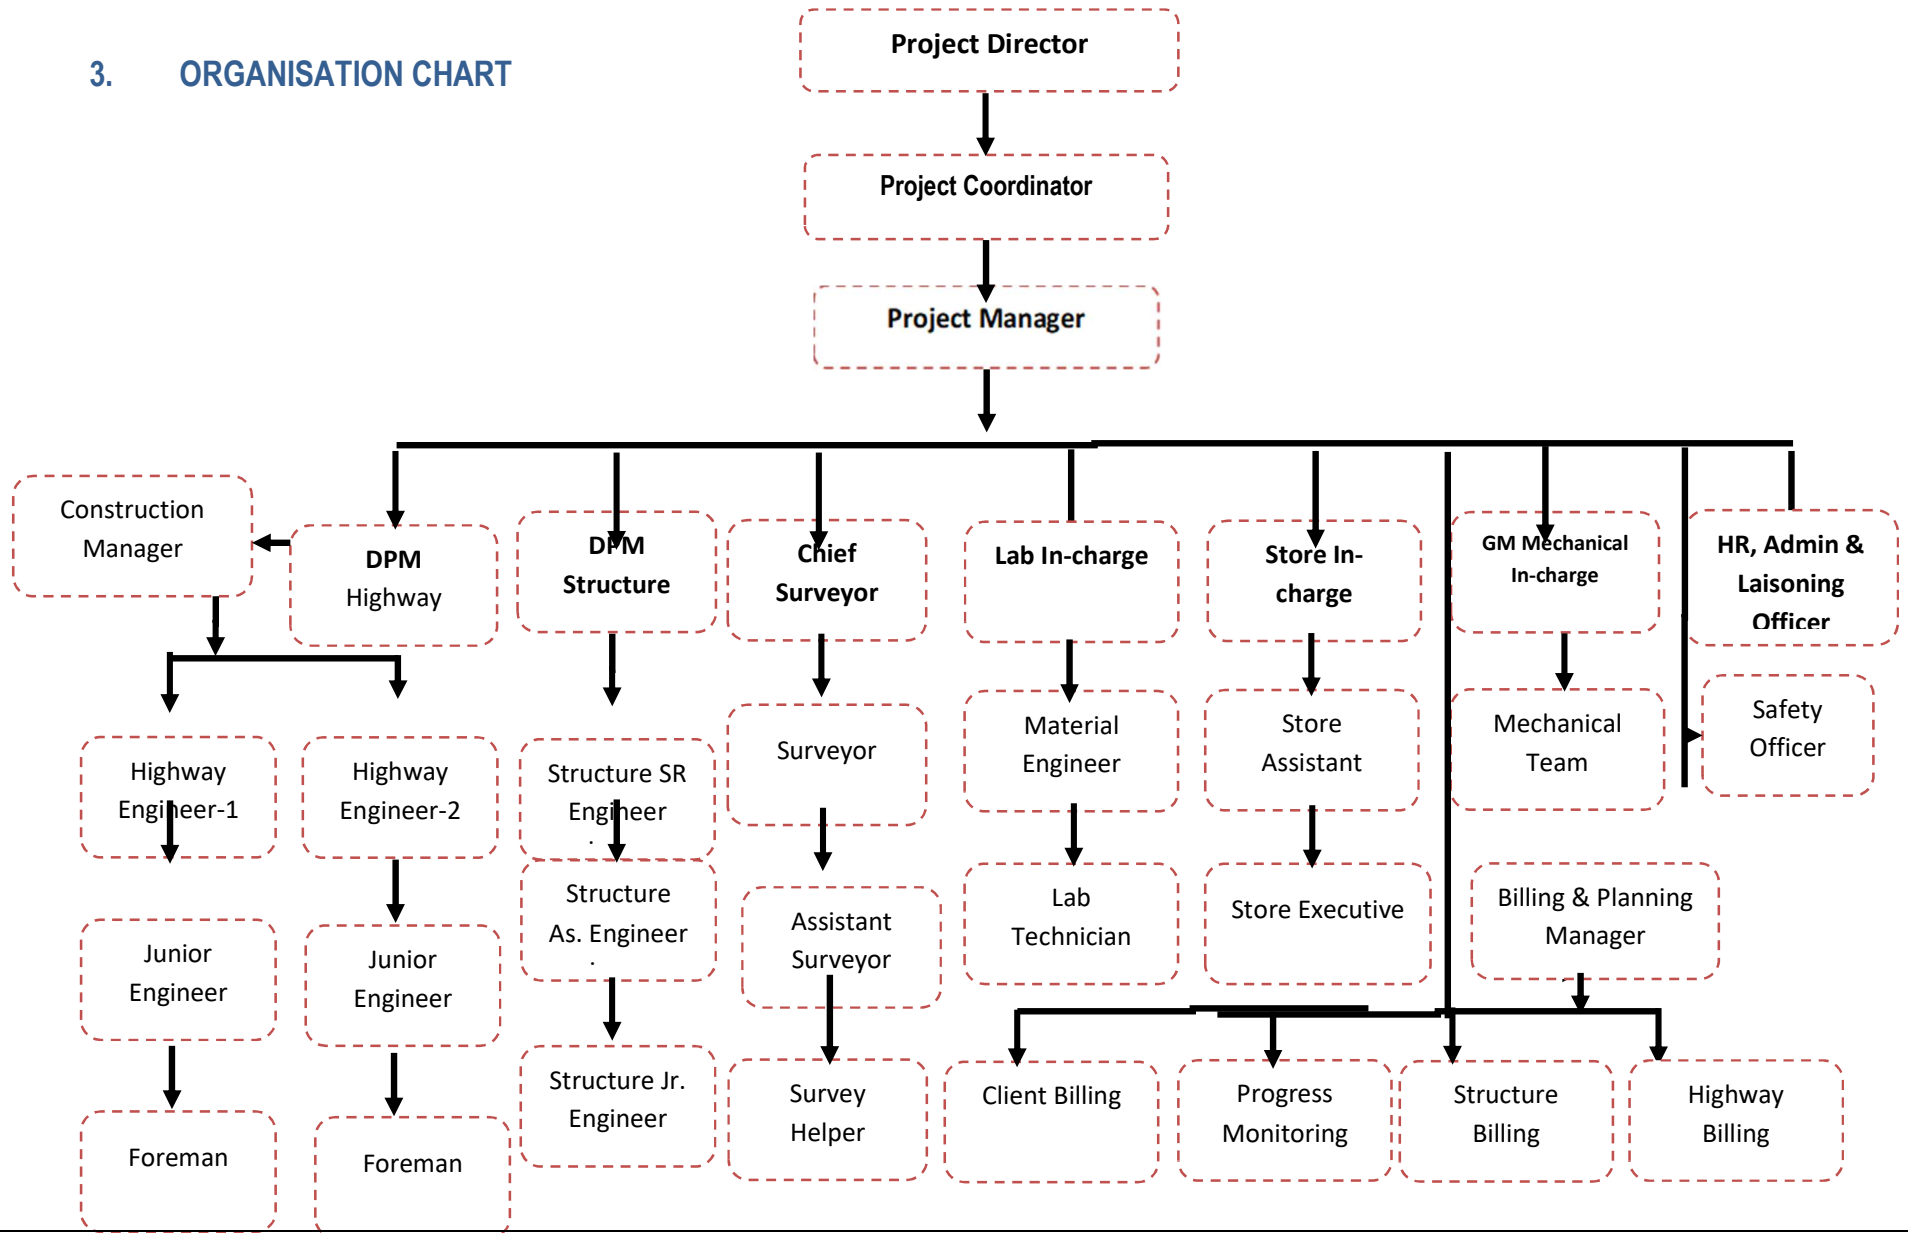 3. ORGANISATION CHART
Project Director
Project Coordinator
Project Manager
Construction
Manager
DPM
Highway
DPM
Structure
Chief
Surveyor
Lab In-charge
Store In-
charge
GM Mechanical
In-charge
HR, Admin &
Laisoning
Officer
Highway
Engineer-1
Highway
Engineer-2
Structure SR
Engineer
.
Surveyor
Material
Engineer
Store
Assistant
Mechanical
Team
Safety
Officer
Junior
Engineer
Junior
Engineer
Structure
As. Engineer
.
Assistant
Surveyor
Lab
Technician
Store Executive
Billing & Planning
Manager
Foreman
Foreman
Structure Jr.
Engineer
Survey
Helper
Client Billing
Progress
Monitoring
Structure
Billing
Highway
Billing